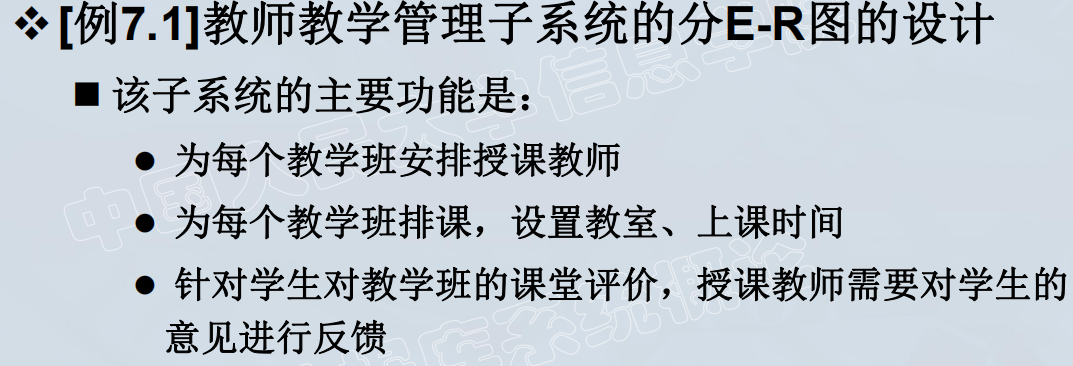 ❖[例7.1]教师教学管理子系统的分E-R图的设计
■ 该子系统的主要功能是：
● 为每个教学班安排授课教师
● 为每个教学班排课，设置教室、上课时间
● 针对学生对教学班的课堂评价，授课教师需要对学生的
意见进行反馈